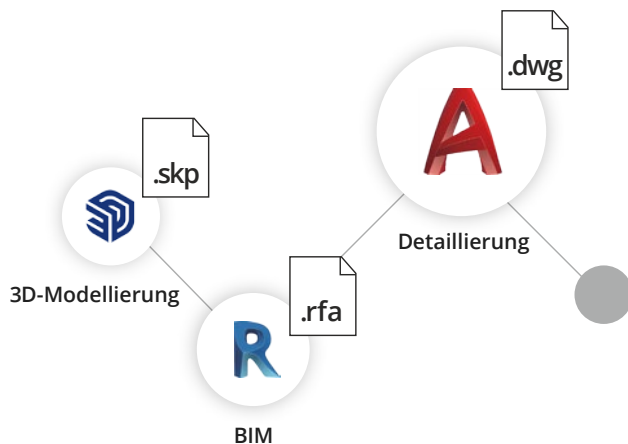 .dwg
.skp
Detaillierung
3D-Modellierung
.rfa
BIM